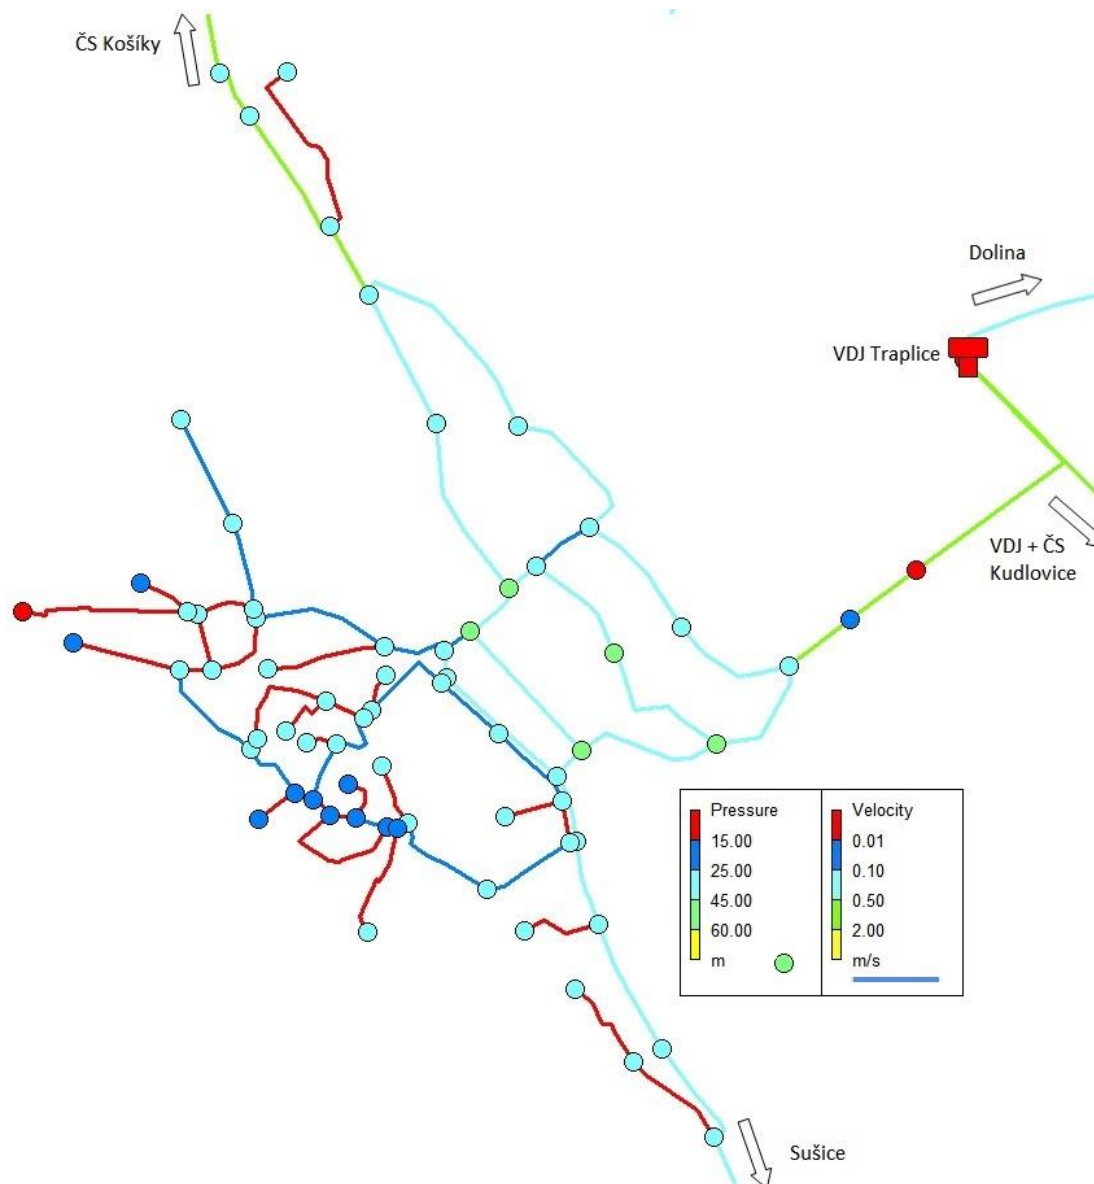 ČS Košíky
Dolina
VDJ Traplice
VDJ + ČS
Kudlovice
Pressure
15.00
25.00
45.00
60.00
m
Velocity
0.01
0.10
0.50
2.00
m/s
Sušice